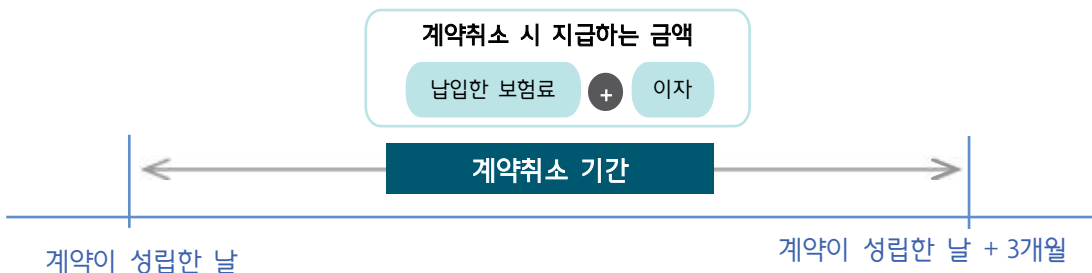 계약취소 시 지급하는 금액
납입한 보험료 + 이자
계약취소 기간
계약이 성립한 날
계약이 성립한 날 + 3개월